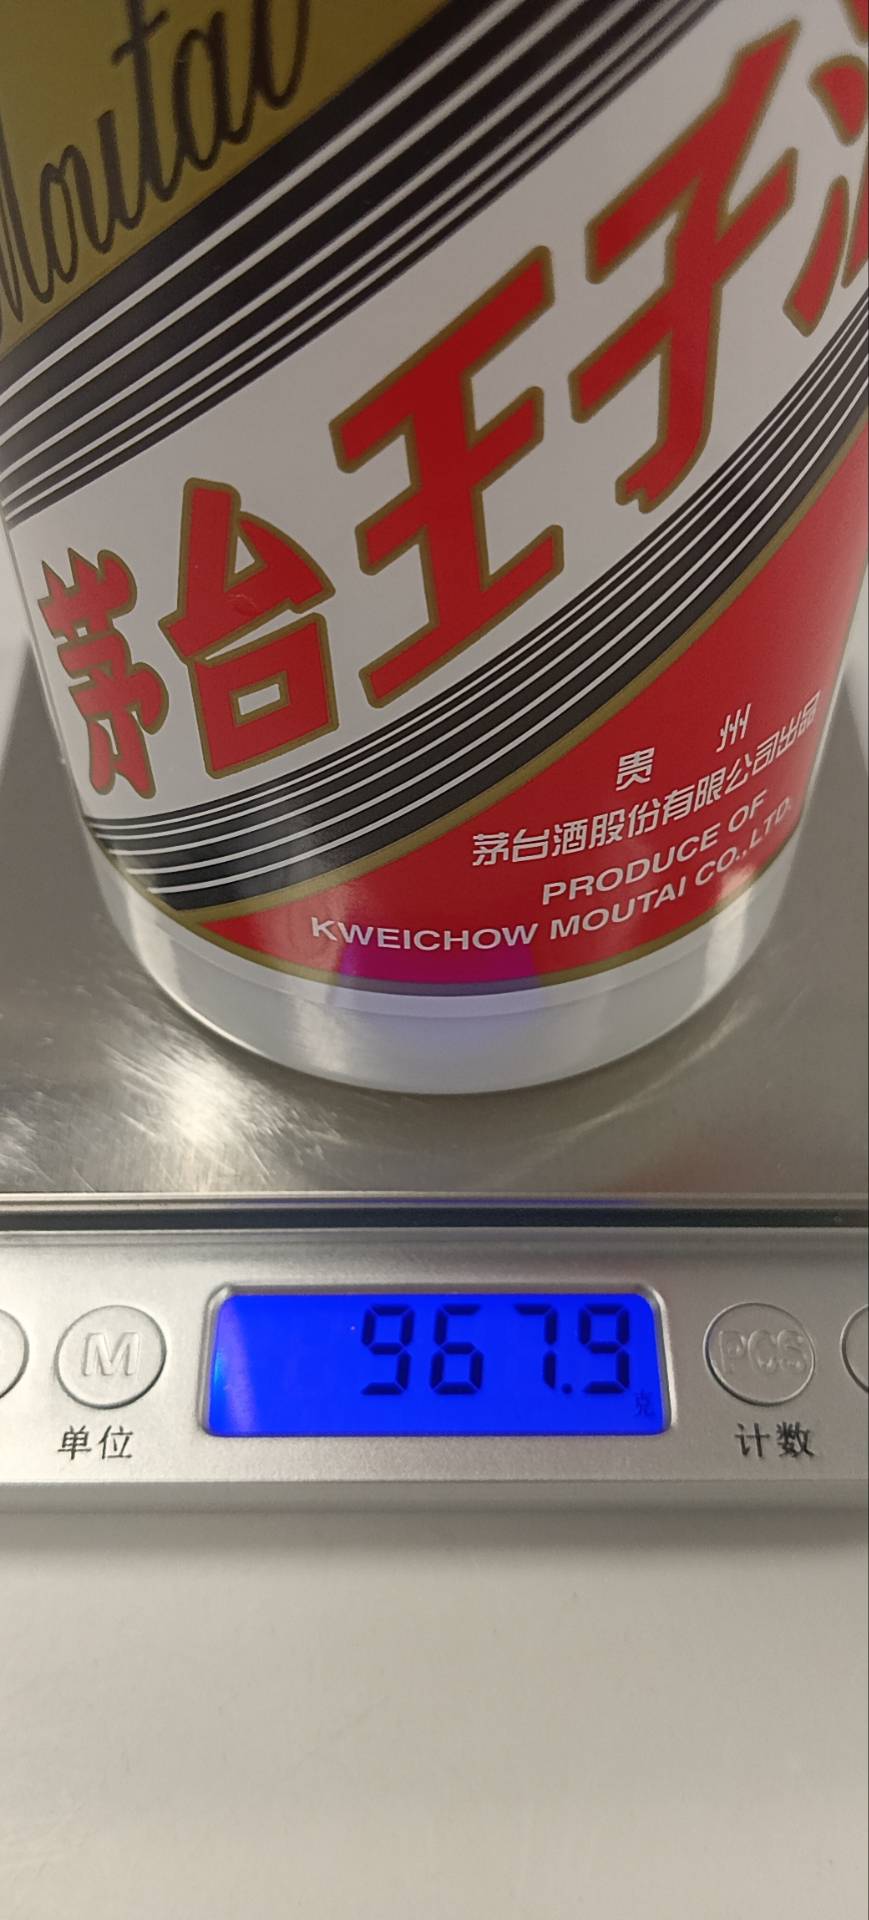 Moutai
茅台王子酒
贵州
茅台酒股份有限公司出品
PRODUCE OF
KWEICHOW MOUTAI CO.,LTD.
967.9
克
M
PCS
单位
计数